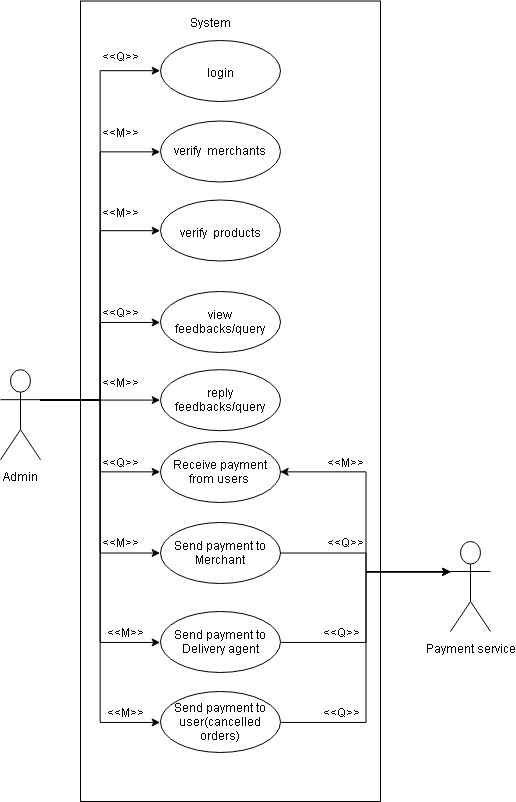 System
<<Q>>
login
<<M>>
verify merchants
<<M>>
verify products
<<Q>>
view
feedbacks/query
<<M>>
reply
feedbacks/query
Admin
<<Q>>
Receive payment
from users
<<M>>
<<M>>
Send payment to
Merchant
<<Q>>
<<M>>
Send payment to
Delivery agent
<<Q>>
Payment service
<<M>>
Send payment to
user(cancelled
orders)
<<Q>>